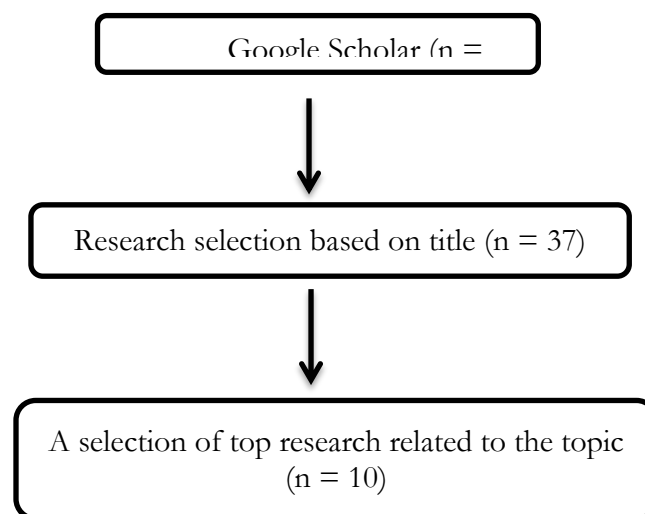 Google Scholar (n =
Research selection based on title (n = 37)
A selection of top research related to the topic
(n = 10)